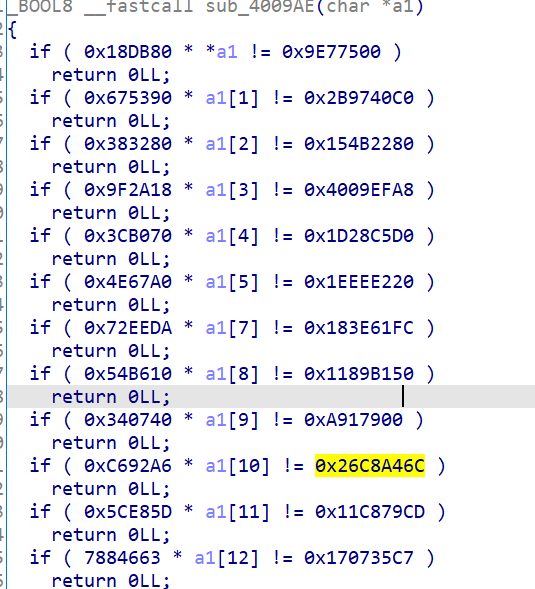 _BOOL8 __fastcall sub_4009AE(char *a1)
{
if ( 0x18DB80 * *a1 != 0x9E77500 )
return 0LL;
if ( 0x675390 * a1[1] != 0x2B9740C0 )
return 0LL;
if ( 0x383280 * a1[2] != 0x154B2280 )
return 0LL;
if ( 0x9F2A18 * a1[3] != 0x4009EFA8 )
return 0LL;
if ( 0x3CB070 * a1[4] != 0x1D28C5D0 )
return 0LL;
if ( 0x4E67A0 * a1[5] != 0x1EEEE220 )
return 0LL;
if ( 0x72EEDA * a1[7] != 0x183E61FC )
return 0LL;
if ( 0x54B610 * a1[8] != 0x1189B150 )
return 0LL;
if ( 0x340740 * a1[9] != 0xA917900 )
return 0LL;
if ( 0xC692A6 * a1[10] != 0x26C8A46C )
return 0LL;
if ( 0x5CE85D * a1[11] != 0x11C879CD )
return 0LL;
if ( 7884663 * a1[12] != 0x170735C7 )
return 0LL;